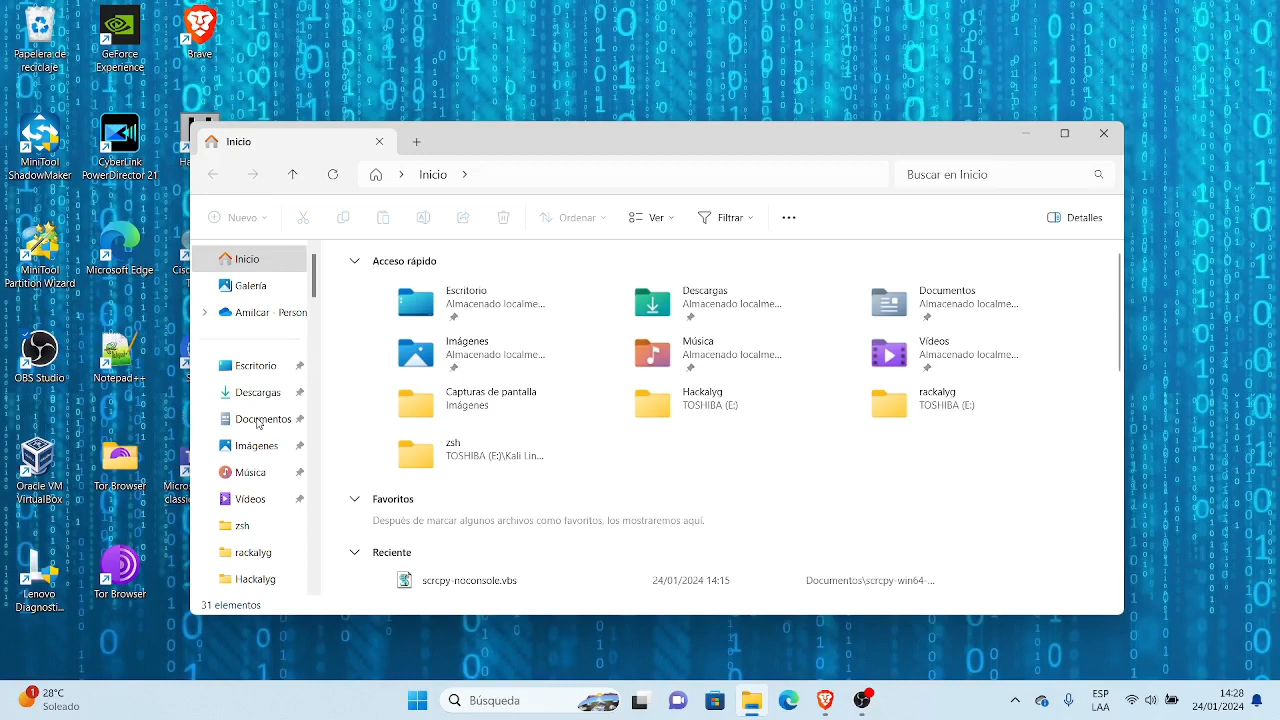 Papelera de
reciclaje
GeForce
Experience
Brave
MiniTool
ShadowMaker
CyberLink
PowerDirector 21
MiniTool
Partition Wizard
Microsoft Edge
OBS Studio
Notepad++
Oracle VM
VirtualBox
Tor Browser
Lenovo
Diagnosti...
Tor Browser
Inicio
Inicio
Buscar en Inicio
Nuevo
Ordenar
Ver
Filtrar
Detalles
Inicio
Galería
Escritorio
Descargas
Documentos
Imágenes
Música
Vídeos
zsh
rackalyg
Hackalyg
Acceso rápido
Escritorio
Almacenado localme...
Descargas
Almacenado localme...
Documentos
Almacenado localme...
Imágenes
Almacenado localme...
Música
Almacenado localme...
Vídeos
Almacenado localme...
Capturas de pantalla
Imágenes
Hackalyg
TOSHIBA (E:)
rackalyg
TOSHIBA (E:)
zsh
TOSHIBA (E:)\Kali Lin...
Favoritos
Después de marcar algunos archivos como favoritos, los mostraremos aquí.
Reciente
scrcpy-noconsole.vbs 24/01/2024 14:15 Documentos\scrcpy-win64-...
31 elementos
1
28°C
Soleado
Búsqueda
ESP
LAA
14:28
24/01/2024